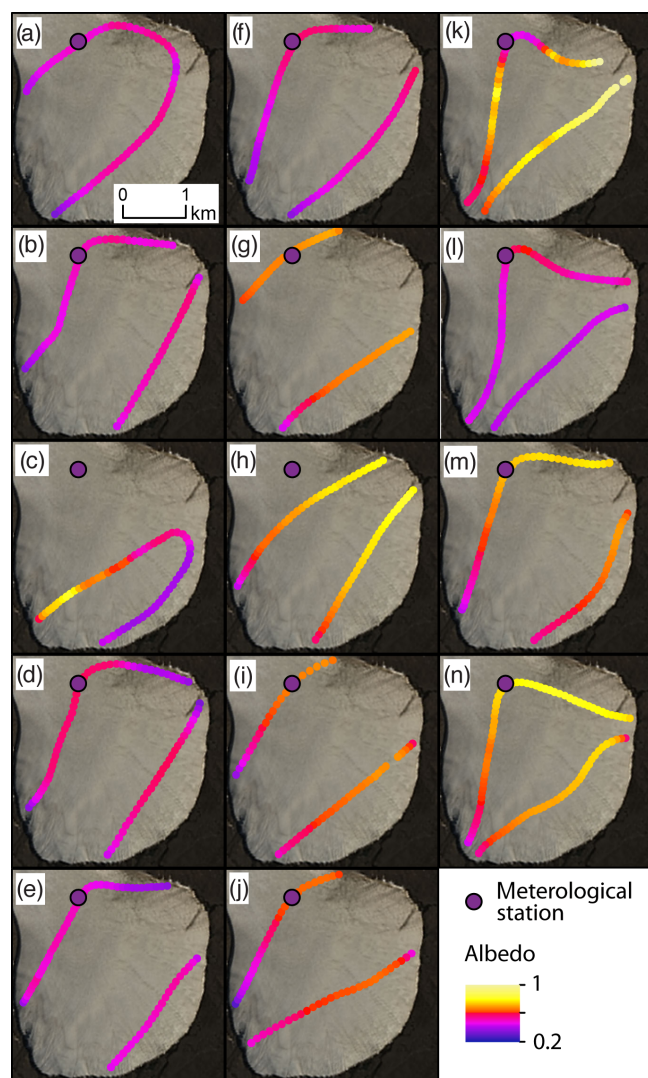 (a)
(f)
(k)
0 1
km
(b)
(g)
(l)
(c)
(h)
(m)
(d)
(i)
(n)
(e)
(j)
Meterological
station
Albedo
1
0.2